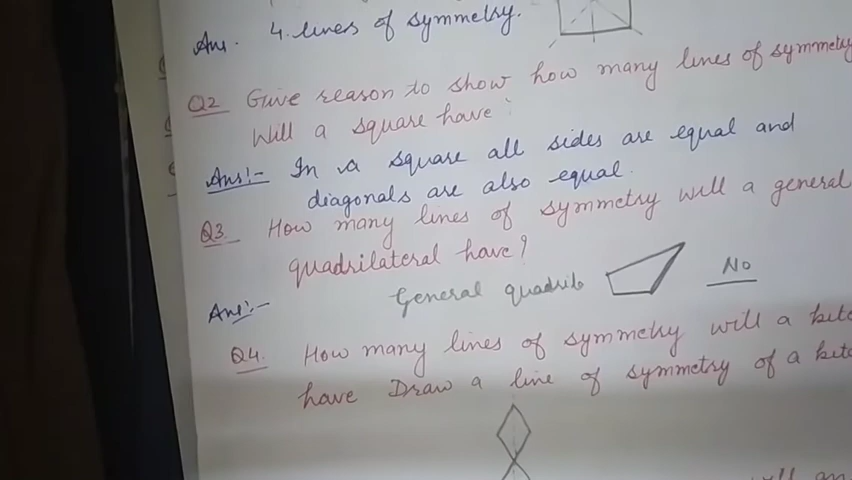 Ans. 4 lines of symmetry.
Q2 Give reason to show how many lines of symmetry
will a square have?
Ans:- In a square all sides are equal and
diagonals are also equal.
Q3 How many lines of symmetry will a general
quadrilateral have?
Ans:- General quadrilb No
Q4. How many lines of symmetry will a kite
have Draw a line of symmetry of a kite
will an